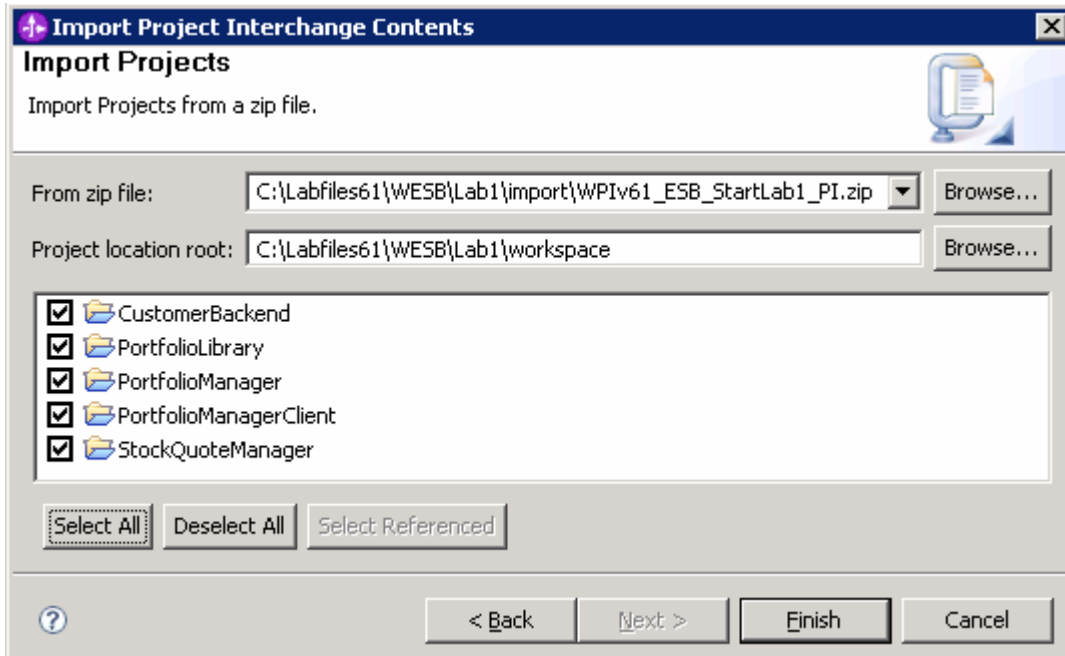 Import Project Interchange Contents
Import Projects
Import Projects from a zip file.
From zip file: C:\Labfiles61\WESB\Lab1\import\WPIv61_ESB_StartLab1_PI.zip Browse...
Project location root: C:\Labfiles61\WESB\Lab1\workspace Browse...
CustomerBackend
PortfolioLibrary
PortfolioManager
PortfolioManagerClient
StockQuoteManager
Select All Deselect All Select Referenced
? < Back Next > Finish Cancel